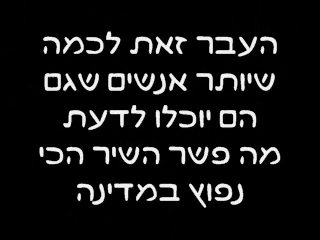 העבר זאת לכמה
שיותר אנשים שגם
הם יוכלו לדעת
מה פשר השיר הכי
נפוץ במדינה